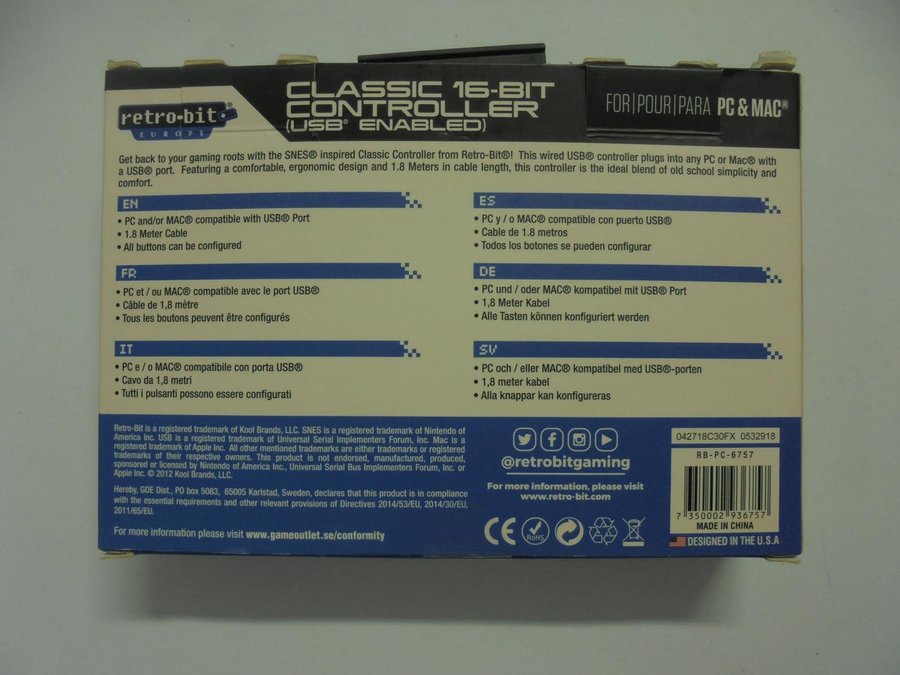 retro-bit®
EUROPE
CLASSIC 16-BIT
CONTROLLER
(USB® ENABLED)
FOR|POUR|PARA PC & MAC®
Get back to your gaming roots with the SNES® inspired Classic Controller from Retro-Bit®! This wired USB® controller plugs into any PC or Mac® with
a USB® port. Featuring a comfortable, ergonomic design and 1.8 Meters in cable length, this controller is the ideal blend of old school simplicity and
comfort.
EN
• PC and/or MAC® compatible with USB® Port
• 1.8 Meter Cable
• All buttons can be configured
FR
• PC et / ou MAC® compatible avec le port USB®
• Câble de 1,8 mètre
• Tous les boutons peuvent être configurés
IT
• PC e / o MAC® compatibile con porta USB®
• Cavo da 1,8 metri
• Tutti i pulsanti possono essere configurati
ES
• PC y / o MAC® compatible con puerto USB®
• Cable de 1.8 metros
• Todos los botones se pueden configurar
DE
• PC und / oder MAC® kompatibel mit USB® Port
• 1,8 Meter Kabel
• Alle Tasten können konfiguriert werden
SV
• PC och / eller MAC® kompatibel med USB®-porten
• 1,8 meter kabel
• Alla knappar kan konfigureras
Retro-Bit is a registered trademark of Kool Brands, LLC. SNES is a registered trademark of Nintendo of
America Inc. USB is a registered trademark of Universal Serial Implementers Forum, Inc. Mac is a
registered trademark of Apple Inc. All other mentioned trademarks are either trademarks or registered
trademarks of their respective owners. This product is not endorsed, manufactured, produced,
sponsored or licensed by Nintendo of America Inc., Universal Serial Bus Implementers Forum, Inc. or
Apple Inc. © 2012 Kool Brands, LLC.
Hereby, GOE Dist., PO box 5083, 65005 Karlstad, Sweden, declares that this product is in compliance
with the essential requirements and other relevant provisions of Directives 2014/53/EU, 2014/30/EU,
2011/65/EU.
For more information please visit www.gameoutlet.se/conformity
@retrobitgaming
For more information, please visit
www.retro-bit.com
CE
RoHS
042718C30FX 0532918
RB-PC-6757
7 350002 936757
MADE IN CHINA
DESIGNED IN THE U.S.A